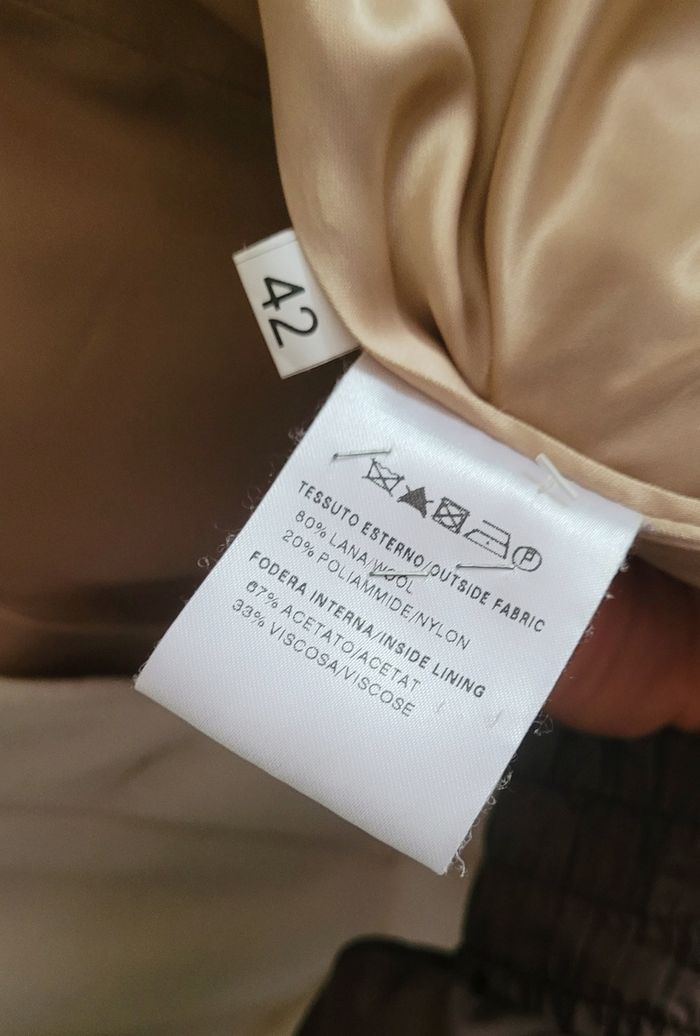 42
P
TESSUTO ESTERNO/OUTSIDE FABRIC
80% LANA/WOOL
20% POLIAMMIDE/NYLON
FODERA INTERNA/INSIDE LINING
67% ACETATO/ACETAT
33% VISCOSA/VISCOSE